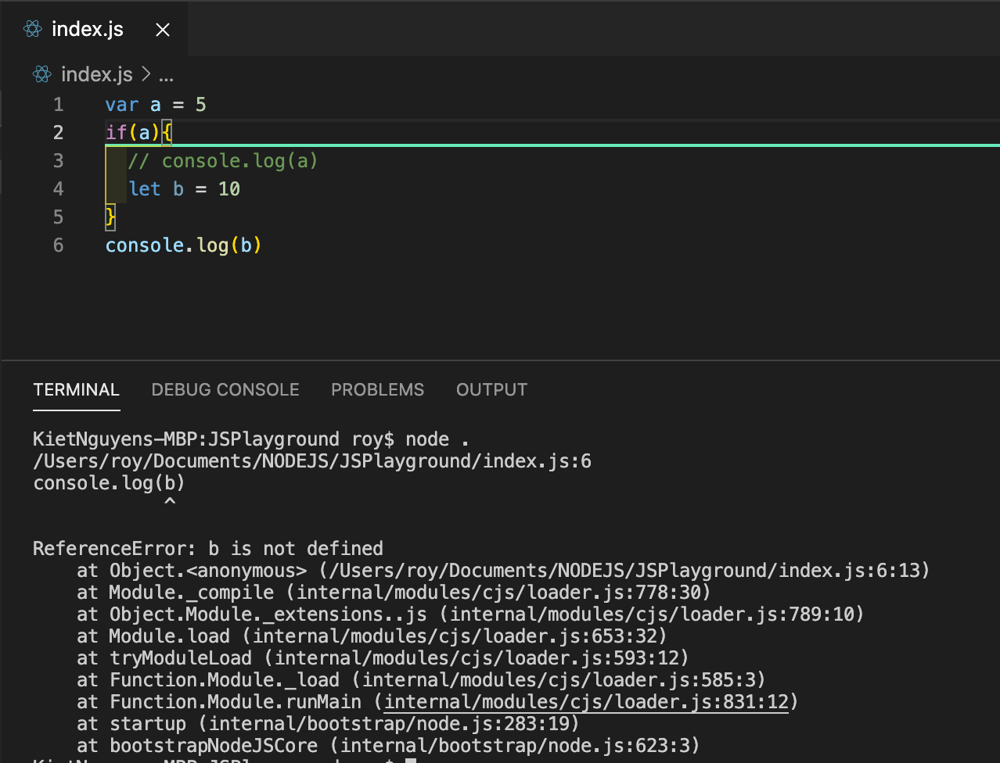 index.js
index.js > ...
1 var a = 5
2 if(a){
3 // console.log(a)
4 let b = 10
5 }
6 console.log(b)
TERMINAL DEBUG CONSOLE PROBLEMS OUTPUT
KietNguyens-MBP:JSPlayground roy$ node .
/Users/roy/Documents/NODEJS/JSPlayground/index.js:6
console.log(b)
^
ReferenceError: b is not defined
at Object.<anonymous> (/Users/roy/Documents/NODEJS/JSPlayground/index.js:6:13)
at Module._compile (internal/modules/cjs/loader.js:778:30)
at Object.Module._extensions..js (internal/modules/cjs/loader.js:789:10)
at Module.load (internal/modules/cjs/loader.js:653:32)
at tryModuleLoad (internal/modules/cjs/loader.js:593:12)
at Function.Module._load (internal/modules/cjs/loader.js:585:3)
at Function.Module.runMain (internal/modules/cjs/loader.js:831:12)
at startup (internal/bootstrap/node.js:283:19)
at bootstrapNodeJSCore (internal/bootstrap/node.js:623:3)